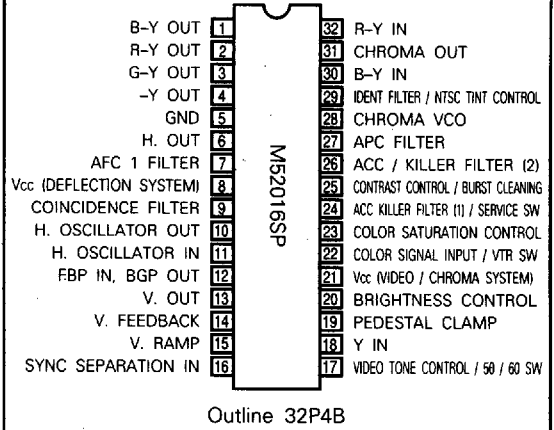 B-Y OUT 1
R-Y OUT 2
G-Y OUT 3
-Y OUT 4
GND 5
H. OUT 6
AFC 1 FILTER 7
Vcc (DEFLECTION SYSTEM) 8
COINCIDENCE FILTER 9
H. OSCILLATOR OUT 10
H. OSCILLATOR IN 11
FBP IN, BGP OUT 12
V. OUT 13
V. FEEDBACK 14
V. RAMP 15
SYNC SEPARATION IN 16
M52016SP
32 R-Y IN
31 CHROMA OUT
30 B-Y IN
29 IDENT FILTER / NTSC TINT CONTROL
28 CHROMA VCO
27 APC FILTER
26 ACC / KILLER FILTER (2)
25 CONTRAST CONTROL / BURST CLEANING
24 ACC KILLER FILTER (1) / SERVICE SW
23 COLOR SATURATION CONTROL
22 COLOR SIGNAL INPUT / VTR SW
21 Vcc (VIDEO / CHROMA SYSTEM)
20 BRIGHTNESS CONTROL
19 PEDESTAL CLAMP
18 Y IN
17 VIDEO TONE CONTROL / 50 / 60 SW
Outline 32P4B